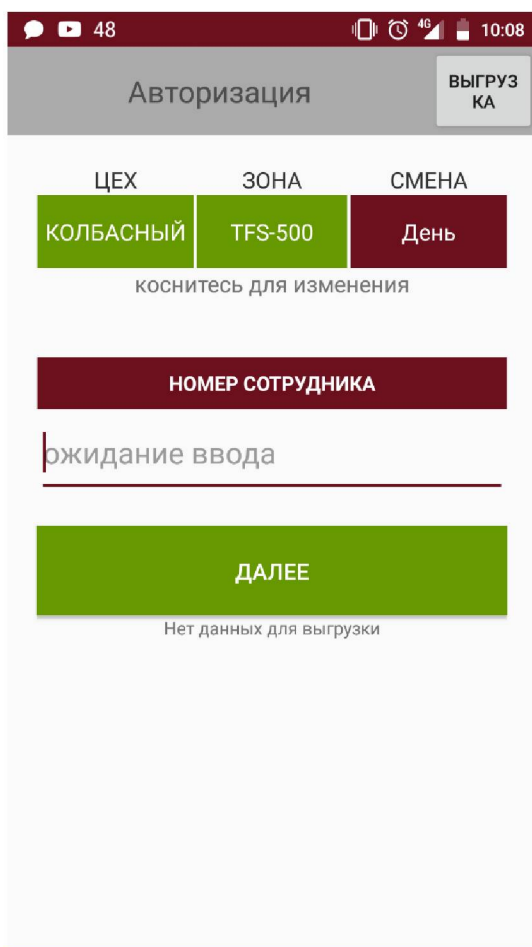 48 4G 10:08
Авторизация
ВЫГРУЗ
КА
ЦЕХ ЗОНА СМЕНА
КОЛБАСНЫЙ TFS-500 День
коснитесь для изменения
НОМЕР СОТРУДНИКА
ожидание ввода
ДАЛЕЕ
Нет данных для выгрузки